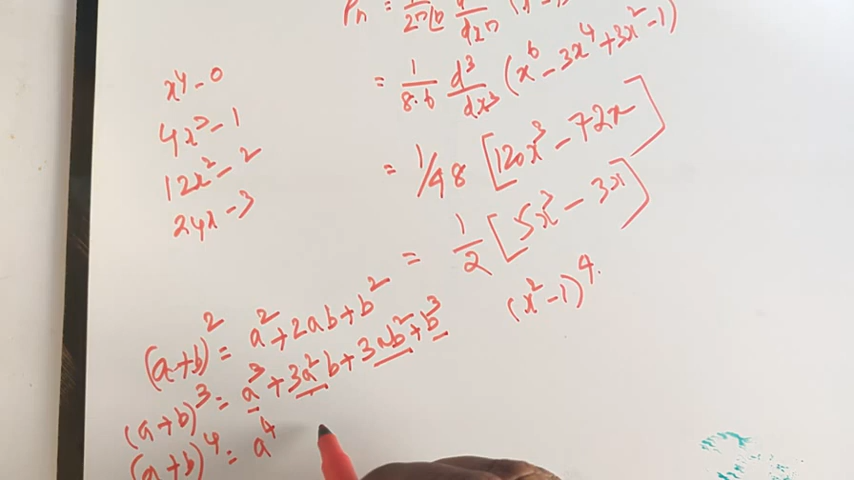 Pn =
= 1/8·6 d³/dx³ (x⁶ - 3x⁴ + 3x² - 1)
= 1/48 [120x³ - 72x]
= 1/2 [5x³ - 3x]
x⁴ - 0
4x³ - 1
12x² - 2
24x - 3
(x² - 1)⁴
(a+b)² = a² + 2ab + b²
(a+b)³ = a³ + 3a²b + 3ab² + b³
(a+b)⁴ = a⁴